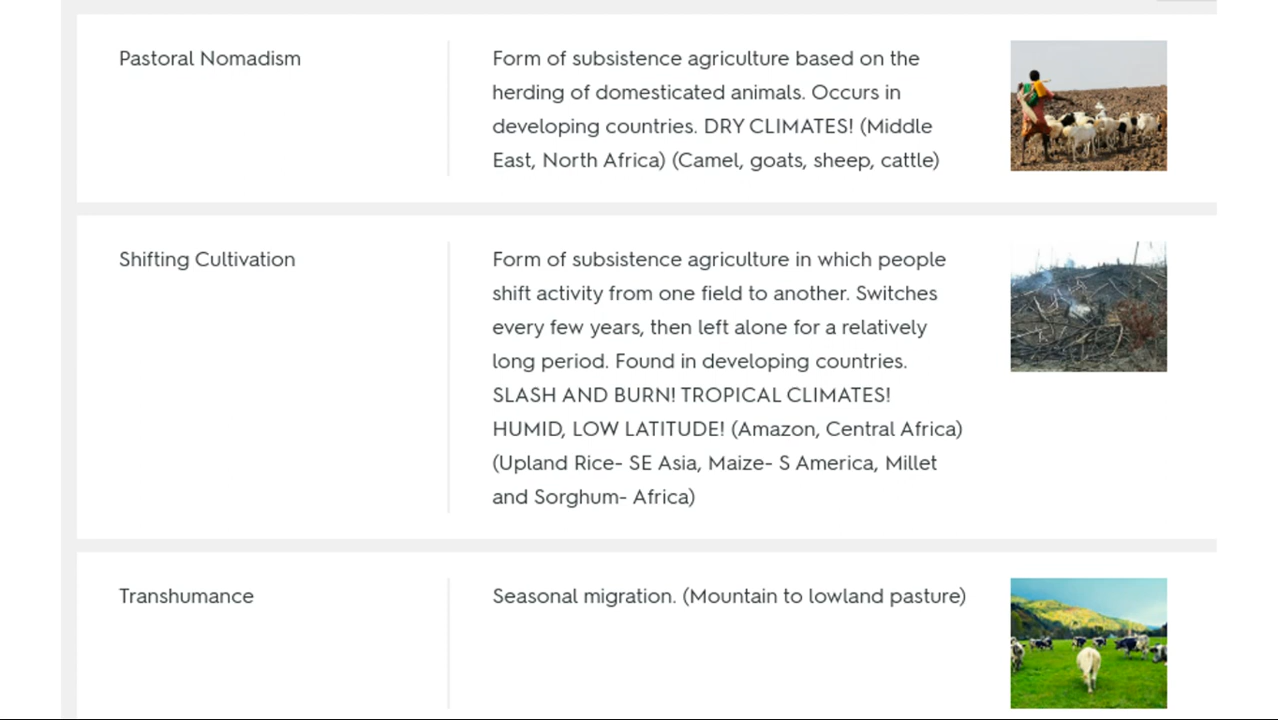 Pastoral Nomadism
Form of subsistence agriculture based on the
herding of domesticated animals. Occurs in
developing countries. DRY CLIMATES! (Middle
East, North Africa) (Camel, goats, sheep, cattle)
Shifting Cultivation
Form of subsistence agriculture in which people
shift activity from one field to another. Switches
every few years, then left alone for a relatively
long period. Found in developing countries.
SLASH AND BURN! TROPICAL CLIMATES!
HUMID, LOW LATITUDE! (Amazon, Central Africa)
(Upland Rice- SE Asia, Maize- S America, Millet
and Sorghum- Africa)
Transhumance
Seasonal migration. (Mountain to lowland pasture)